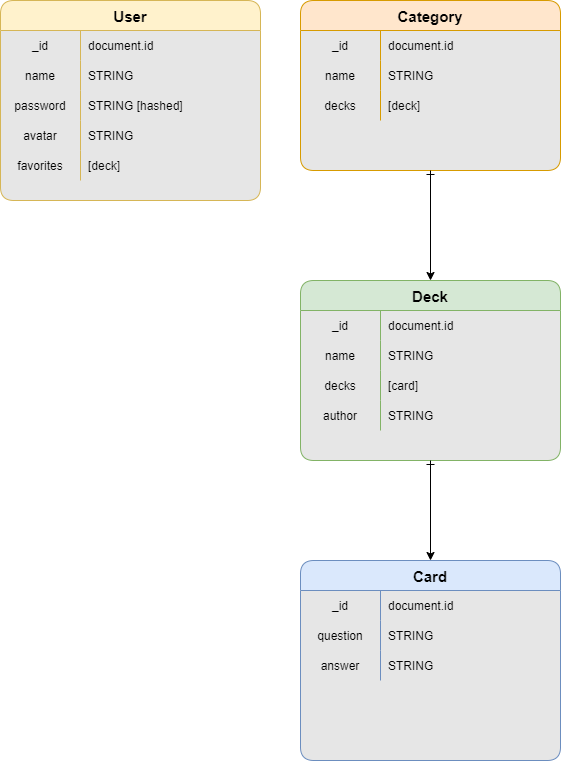 User
_id document.id
name STRING
password STRING [hashed]
avatar STRING
favorites [deck]
Category
_id document.id
name STRING
decks [deck]
Deck
_id document.id
name STRING
decks [card]
author STRING
Card
_id document.id
question STRING
answer STRING